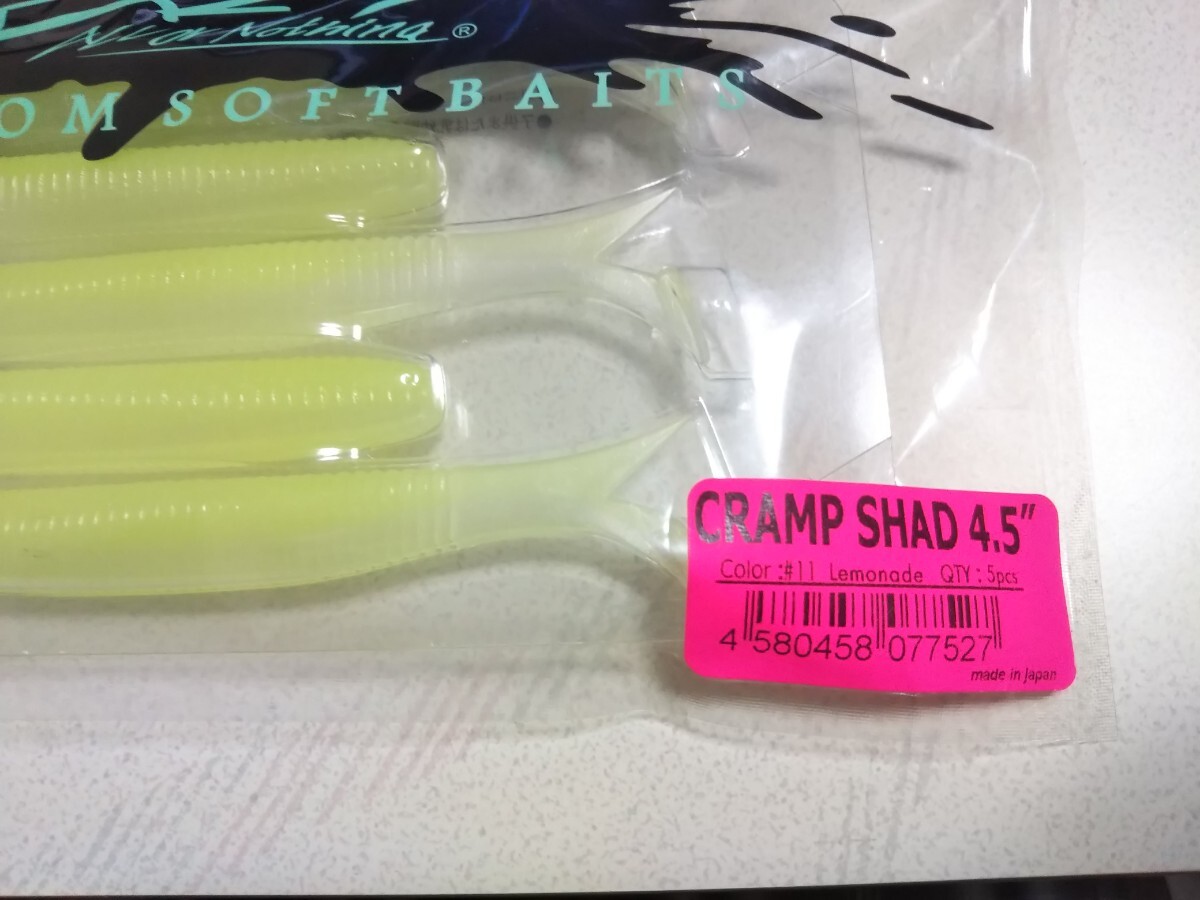 All or Nothing ®
OM SOFT BAITS
CRAMP SHAD 4.5"
Color :#11 Lemonade QTY : 5pcs
4 580458 077527
made in Japan